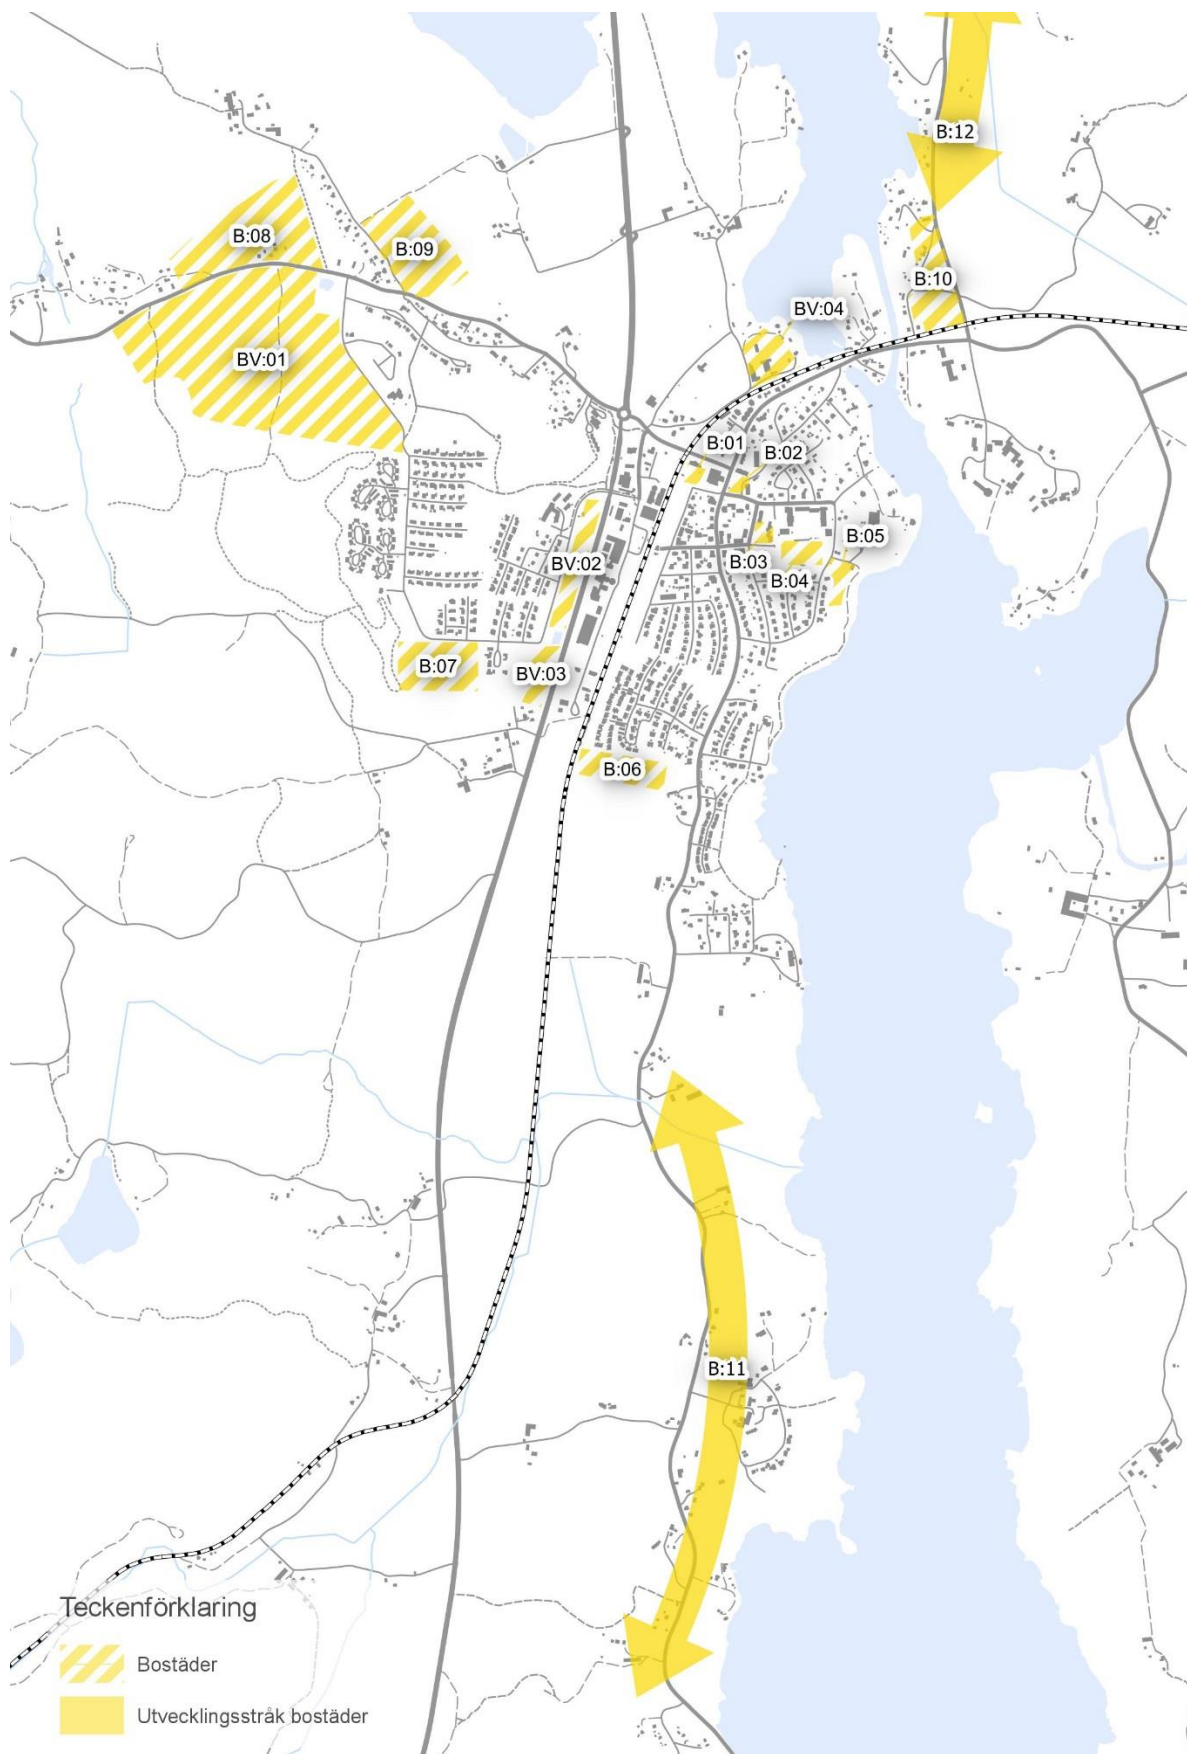 B:12
B:08
B:09
B:10
BV:04
BV:01
B:01
B:02
B:05
BV:02
B:03
B:04
B:07
BV:03
B:06
B:11
Teckenförklaring
Bostäder
Utvecklingsstråk bostäder